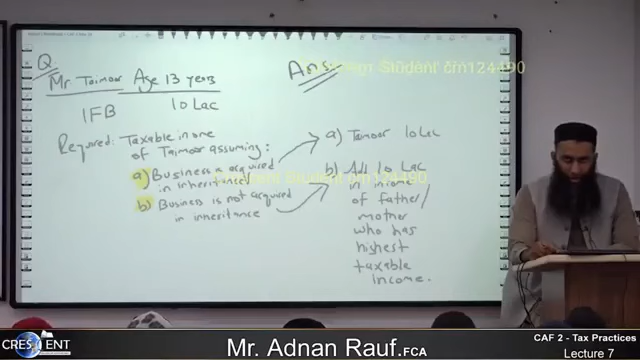 Q
Mr Taimoor Age 13 years
IFB 10 Lac
Required: Taxable income
of Taimoor assuming:
a) Business is acquired
in inheritance
b) Business is not acquired
in inheritance
Ans
a) Taimoor 10 Lac
b) Add 10 Lac
in income
of father/
mother
who has
highest
taxable
income.
Student cm124490
Student
CRESCENT
Mr. Adnan Rauf.FCA
CAF 2 - Tax Practices
Lecture 7